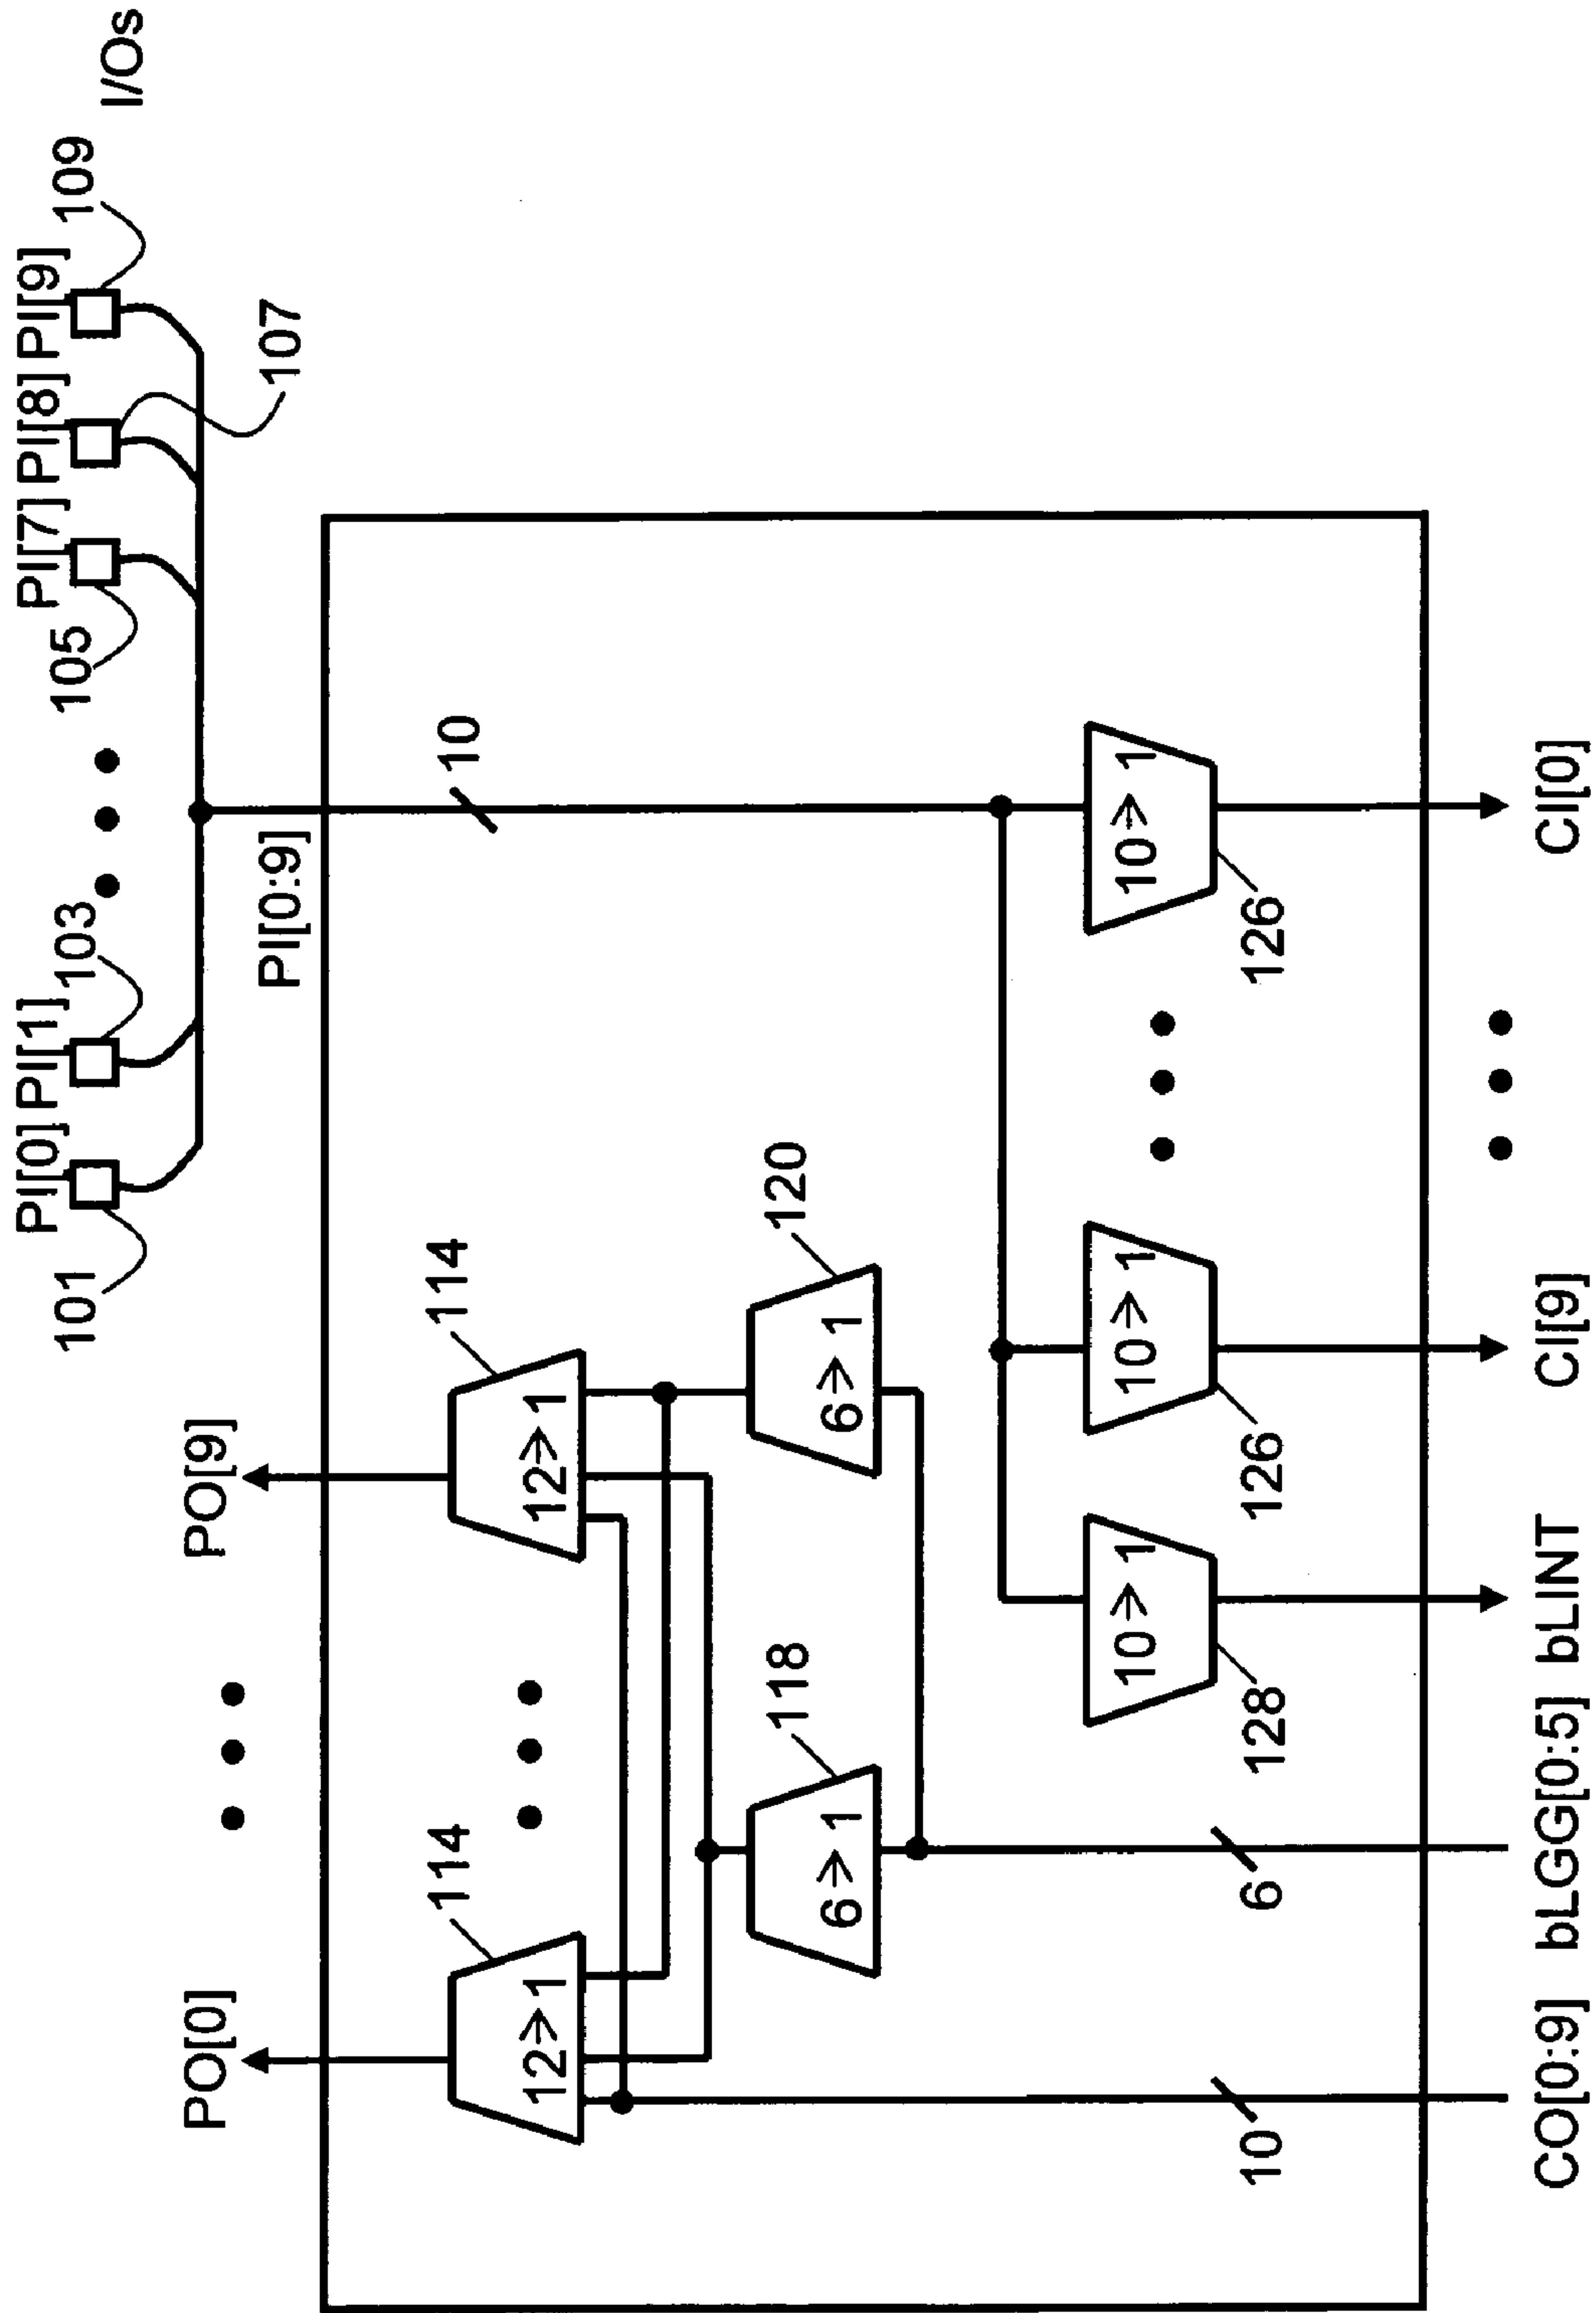 I/Os
PI[0] PI[1] PI[7] PI[8] PI[9]
101 103 105 107 109
PO[0] PO[9]
PI[0:9]
114 114
10
12→1 12→1
118 120
6→1 6→1
10→1 10→1 10→1
128 126 126
10 6
CO[0:9] bLGG[0:5] bLINT CI[9] CI[0]